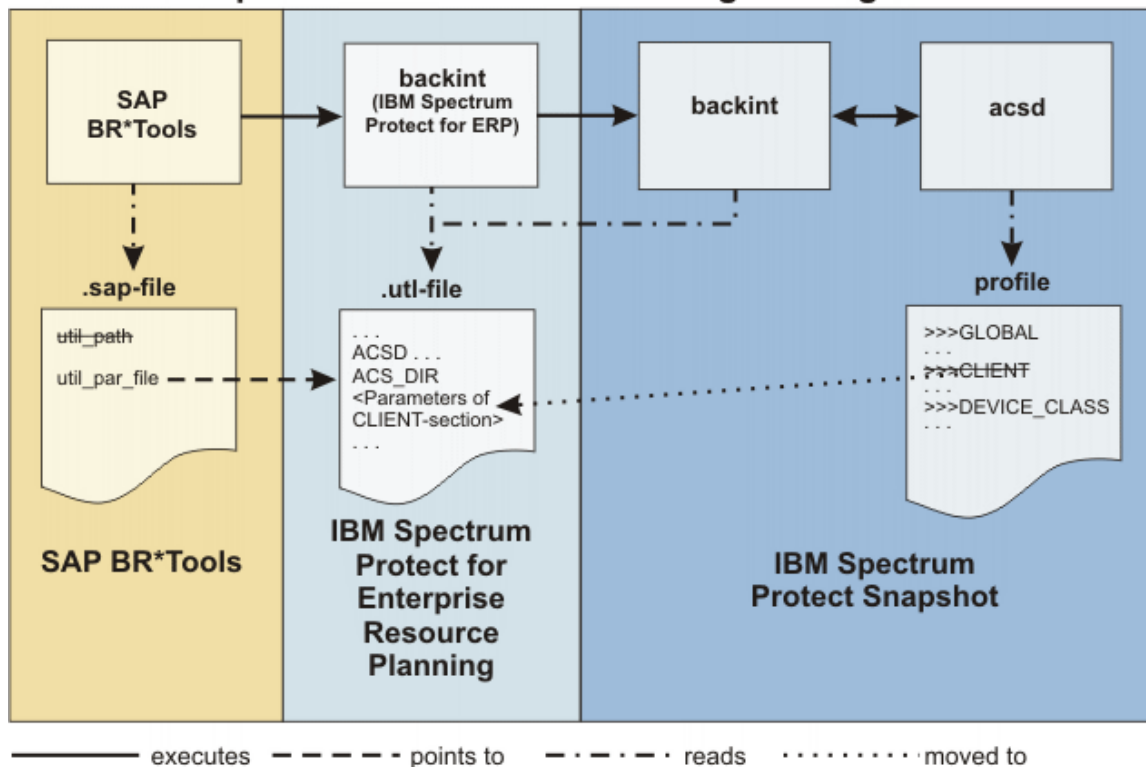 SAP
BR*Tools
backint
(IBM Spectrum
Protect for ERP)
backint
acsd
.sap-file
.utl-file
profile
util_path
util_par_file
. . .
ACSD . . .
ACS_DIR
<Parameters of
CLIENT-section>
. . .
>>>GLOBAL
. . .
>>>CLIENT
. . .
>>>DEVICE_CLASS
. . .
SAP BR*Tools
IBM Spectrum
Protect for
Enterprise
Resource
Planning
IBM Spectrum
Protect Snapshot
executes
points to
reads
moved to